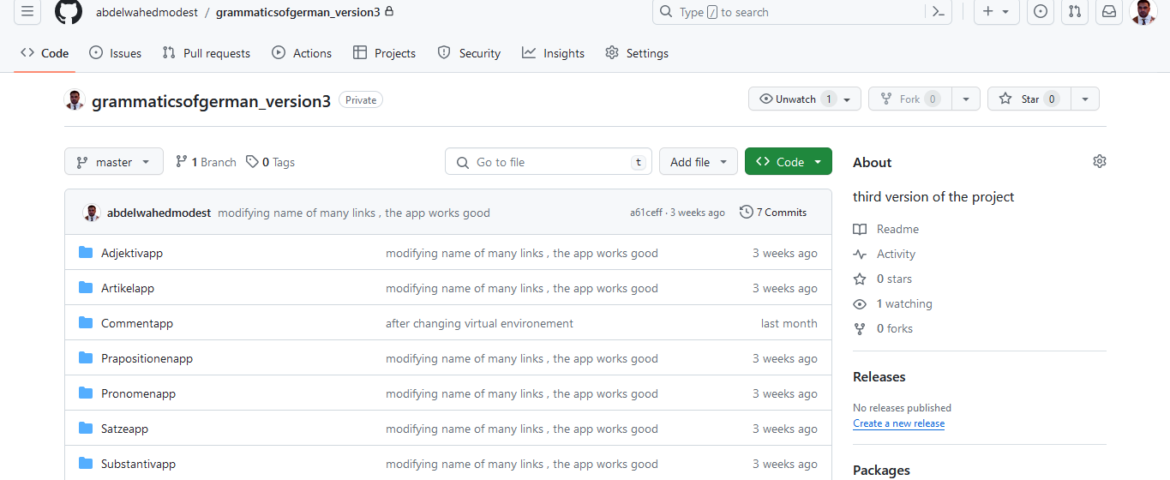 abdelwahedmodest / grammaticsofgerman_version3
Type / to search
Code Issues Pull requests Actions Projects Security Insights Settings
grammaticsofgerman_version3 Private
Unwatch 1 Fork 0 Star 0
master 1 Branch 0 Tags
Go to file t
Add file
Code
abdelwahedmodest modifying name of many links , the app works good a61ceff · 3 weeks ago 7 Commits
Adjektivapp modifying name of many links , the app works good 3 weeks ago
Artikelapp modifying name of many links , the app works good 3 weeks ago
Commentapp after changing virtual environement last month
Prapositionenapp modifying name of many links , the app works good 3 weeks ago
Pronomenapp modifying name of many links , the app works good 3 weeks ago
Satzeapp modifying name of many links , the app works good 3 weeks ago
Substantivapp modifying name of many links , the app works good 3 weeks ago
About
third version of the project
Readme
Activity
0 stars
1 watching
0 forks
Releases
No releases published
Create a new release
Packages